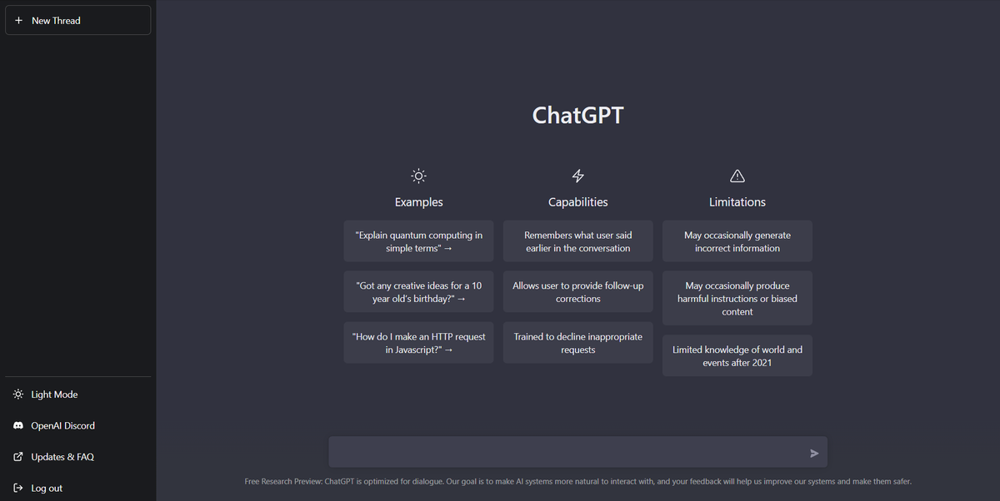 New Thread
ChatGPT
Examples
"Explain quantum computing in
simple terms" →
"Got any creative ideas for a 10
year old's birthday?" →
"How do I make an HTTP request
in Javascript?" →
Capabilities
Remembers what user said
earlier in the conversation
Allows user to provide follow-up
corrections
Trained to decline inappropriate
requests
Limitations
May occasionally generate
incorrect information
May occasionally produce
harmful instructions or biased
content
Limited knowledge of world and
events after 2021
Light Mode
OpenAI Discord
Updates & FAQ
Log out
Free Research Preview: ChatGPT is optimized for dialogue. Our goal is to make AI systems more natural to interact with, and your feedback will help us improve our systems and make them safer.